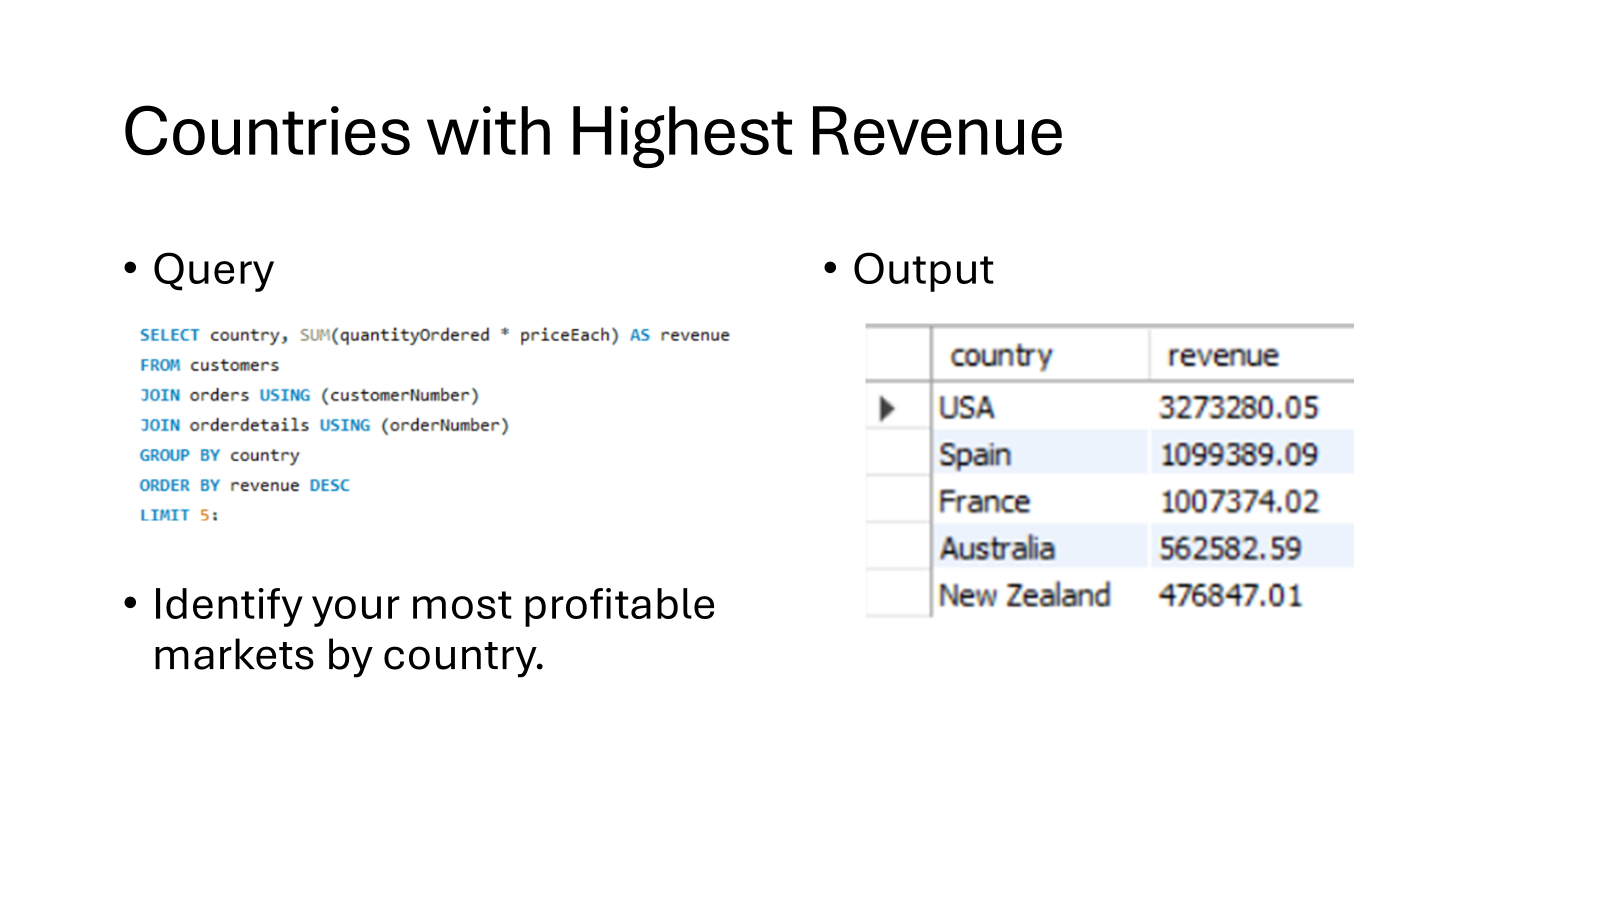 Countries with Highest Revenue
• Query
SELECT country, SUM(quantityOrdered * priceEach) AS revenue
FROM customers
JOIN orders USING (customerNumber)
JOIN orderdetails USING (orderNumber)
GROUP BY country
ORDER BY revenue DESC
LIMIT 5;
• Identify your most profitable
markets by country.
• Output
country revenue
USA 3273280.05
Spain 1099389.09
France 1007374.02
Australia 562582.59
New Zealand 476847.01